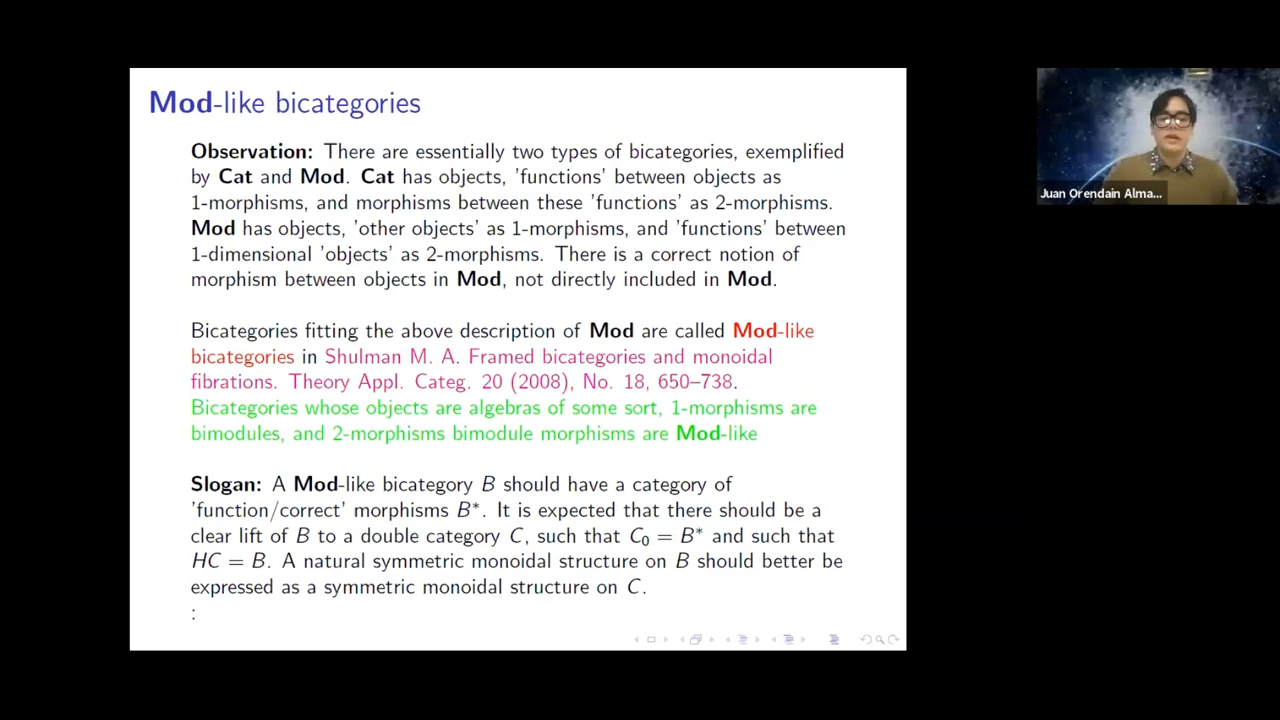 Mod-like bicategories
Observation: There are essentially two types of bicategories, exemplified
by Cat and Mod. Cat has objects, 'functions' between objects as
1-morphisms, and morphisms between these 'functions' as 2-morphisms.
Mod has objects, 'other objects' as 1-morphisms, and 'functions' between
1-dimensional 'objects' as 2-morphisms. There is a correct notion of
morphism between objects in Mod, not directly included in Mod.
Bicategories fitting the above description of Mod are called Mod-like
bicategories in Shulman M. A. Framed bicategories and monoidal
fibrations. Theory Appl. Categ. 20 (2008), No. 18, 650–738.
Bicategories whose objects are algebras of some sort, 1-morphisms are
bimodules, and 2-morphisms bimodule morphisms are Mod-like
Slogan: A Mod-like bicategory B should have a category of
'function/correct' morphisms B*. It is expected that there should be a
clear lift of B to a double category C, such that C₀ = B* and such that
HC = B. A natural symmetric monoidal structure on B should better be
expressed as a symmetric monoidal structure on C.
:
Juan Orendain Alma...